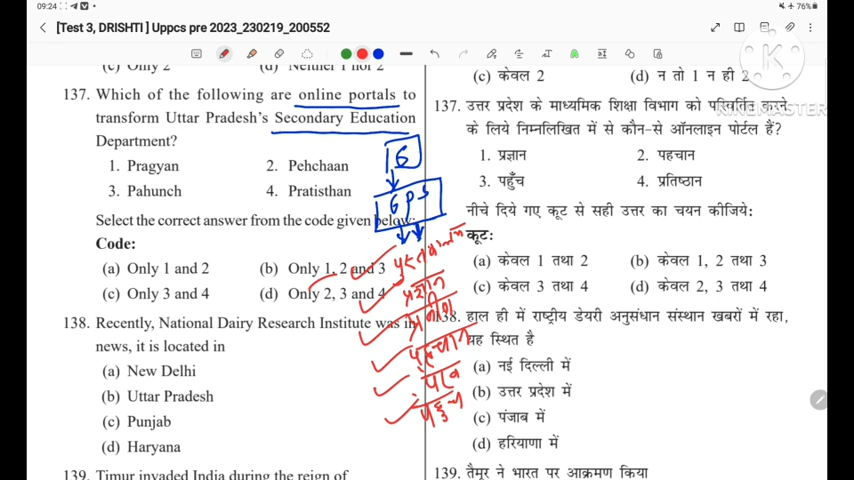 09:24
76%
[Test 3, DRISHTI ] Uppcs pre 2023_230219_200552
(c) Only 2 (d) Neither 1 nor 2
137. Which of the following are online portals to
transform Uttar Pradesh's Secondary Education
Department?
1. Pragyan 2. Pehchaan
3. Pahunch 4. Pratisthan
Select the correct answer from the code given below:
Code:
(a) Only 1 and 2 (b) Only 1, 2 and 3
(c) Only 3 and 4 (d) Only 2, 3 and 4
138. Recently, National Dairy Research Institute was in
news, it is located in
(a) New Delhi
(b) Uttar Pradesh
(c) Punjab
(d) Haryana
139. Timur invaded India during the reign of
6
6 PS
प्रज्ञान
पहचान
(c) केवल 2 (d) न तो 1 न ही 2
137. उत्तर प्रदेश के माध्यमिक शिक्षा विभाग को परिवर्तित करने
के लिये निम्नलिखित में से कौन-से ऑनलाइन पोर्टल हैं?
1. प्रज्ञान 2. पहचान
3. पहुँच 4. प्रतिष्ठान
नीचे दिये गए कूट से सही उत्तर का चयन कीजिये:
कूट:
(a) केवल 1 तथा 2 (b) केवल 1, 2 तथा 3
(c) केवल 3 तथा 4 (d) केवल 2, 3 तथा 4
138. हाल ही में राष्ट्रीय डेयरी अनुसंधान संस्थान खबरों में रहा,
यह स्थित है
(a) नई दिल्ली में
(b) उत्तर प्रदेश में
(c) पंजाब में
(d) हरियाणा में
139. तैमूर ने भारत पर आक्रमण किया
K
KINEMASTER